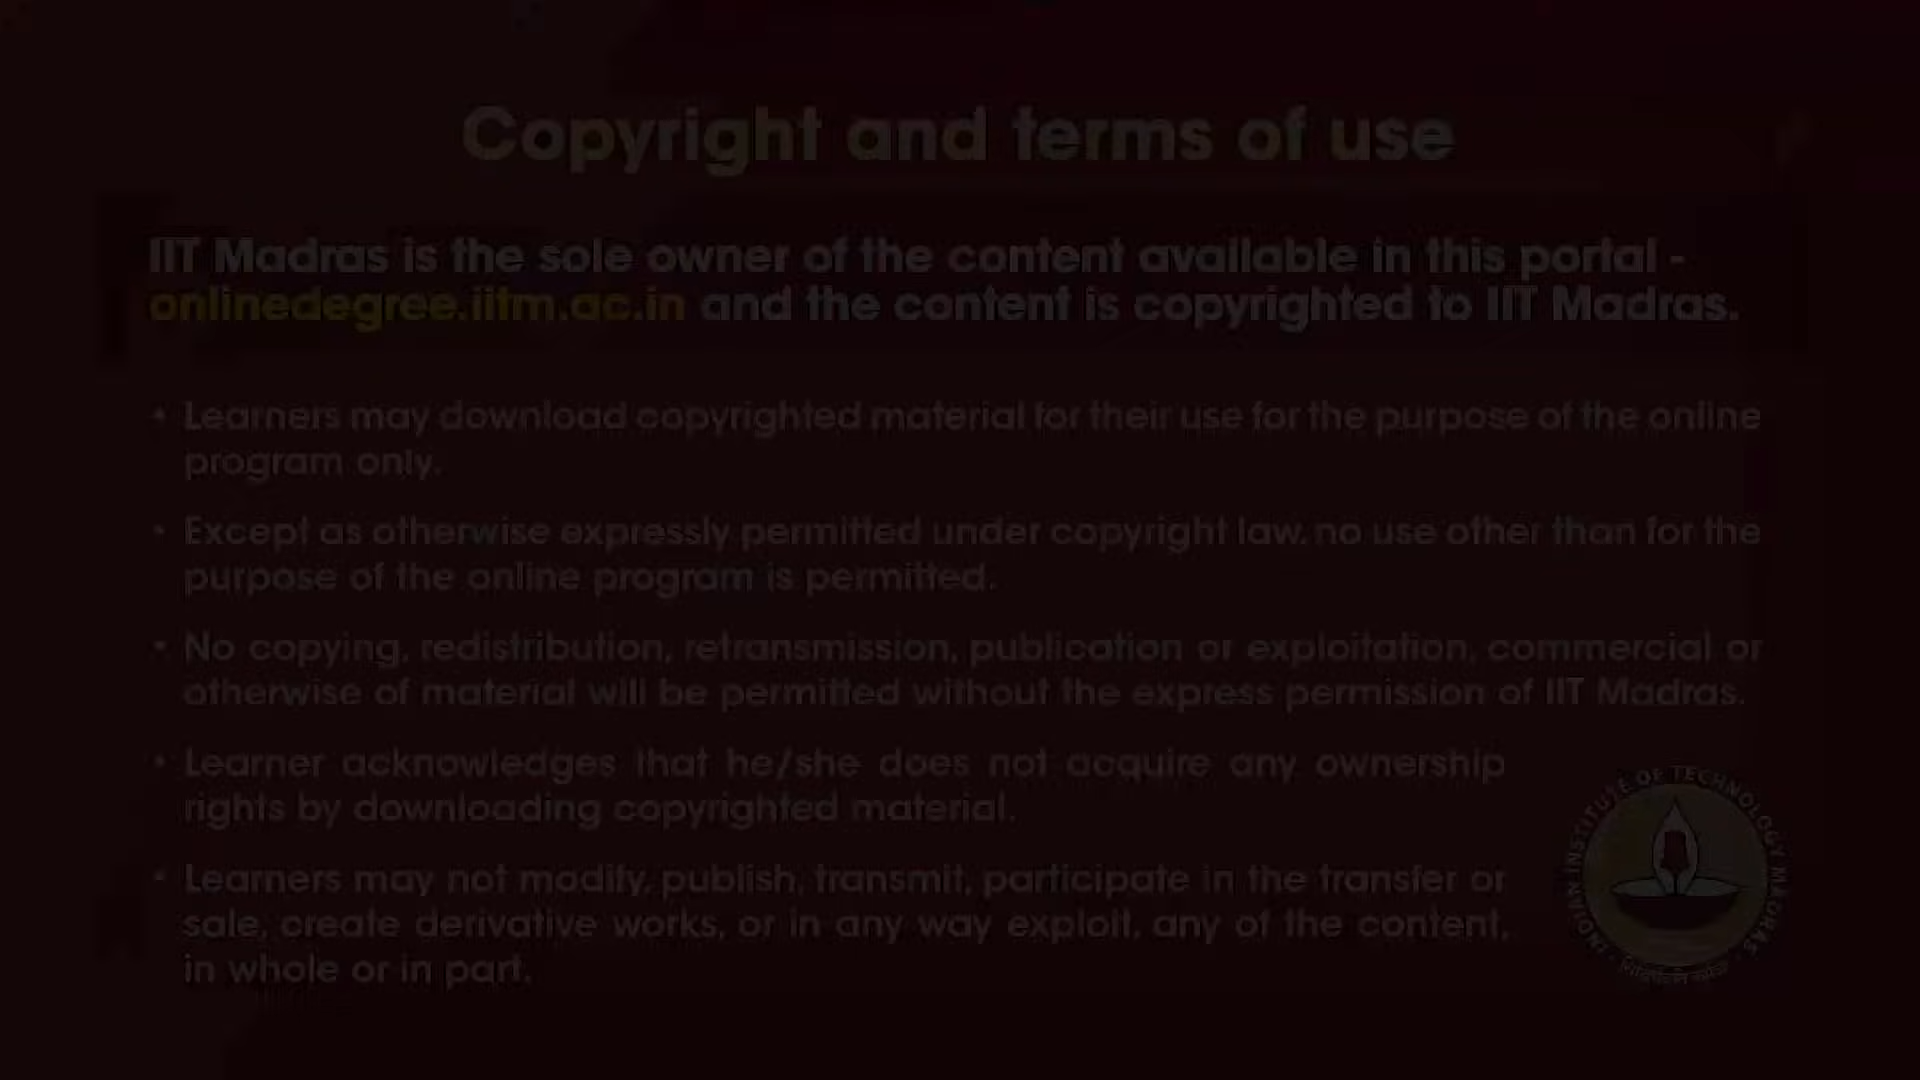 Copyright and terms of use
IIT Madras is the sole owner of the content available in this portal -
onlinedegree.iitm.ac.in and the content is copyrighted to IIT Madras.
• Learners may download copyrighted material for their use for the purpose of the online
program only.
• Except as otherwise expressly permitted under copyright law, no use other than for the
purpose of the online program is permitted.
• No copying, redistribution, retransmission, publication or exploitation, commercial or
otherwise of material will be permitted without the express permission of IIT Madras.
• Learner acknowledges that he/she does not acquire any ownership
rights by downloading copyrighted material.
• Learners may not modify, publish, transmit, participate in the transfer or
sale, create derivative works, or in any way exploit, any of the content,
in whole or in part.
INDIAN INSTITUTE OF TECHNOLOGY MADRAS